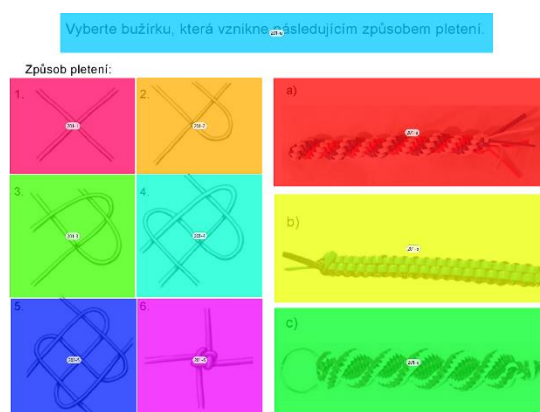 Vyberte bužírku, která vznikne následujícím způsobem pletení.
Způsob pletení:
1.
2.
a)
3.
4.
b)
5.
6.
c)